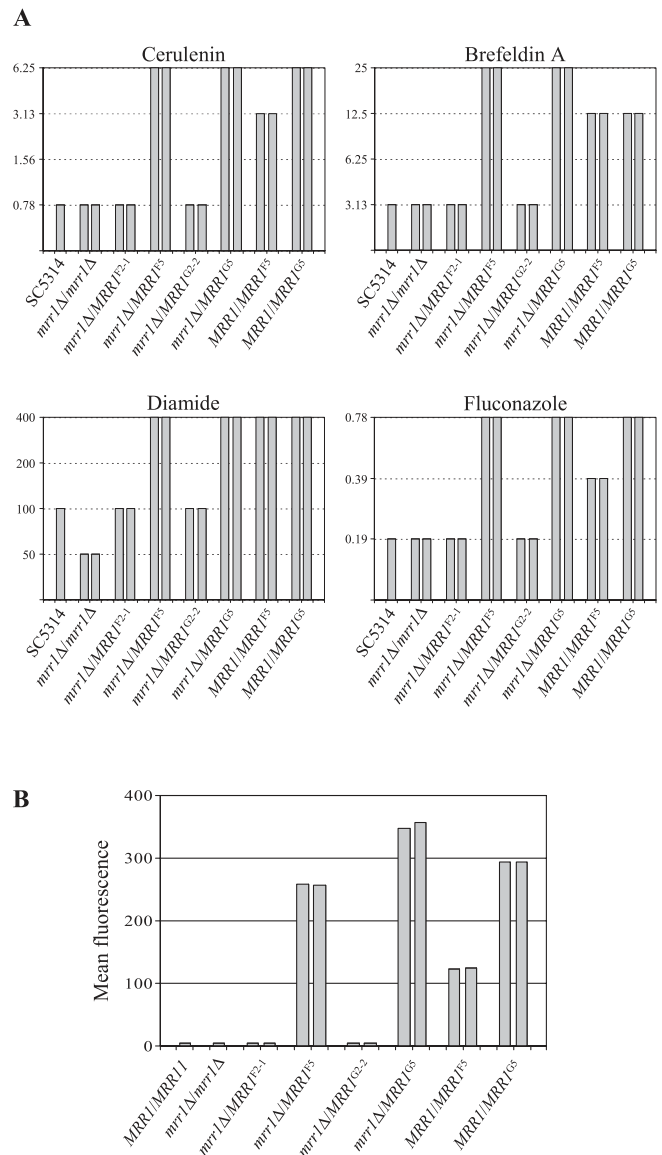 A
Cerulenin
6.25
3.13
1.56
0.78
SC5314
mrr1Δ/mrr1Δ
mrr1Δ/MRR1F2-1
mrr1Δ/MRR1F5
mrr1Δ/MRR1G2-2
mrr1Δ/MRR1G5
MRR1/MRR1F5
MRR1/MRR1G5
Brefeldin A
25
12.5
6.25
3.13
SC5314
mrr1Δ/mrr1Δ
mrr1Δ/MRR1F2-1
mrr1Δ/MRR1F5
mrr1Δ/MRR1G2-2
mrr1Δ/MRR1G5
MRR1/MRR1F5
MRR1/MRR1G5
Diamide
400
200
100
50
SC5314
mrr1Δ/mrr1Δ
mrr1Δ/MRR1F2-1
mrr1Δ/MRR1F5
mrr1Δ/MRR1G2-2
mrr1Δ/MRR1G5
MRR1/MRR1F5
MRR1/MRR1G5
Fluconazole
0.78
0.39
0.19
SC5314
mrr1Δ/mrr1Δ
mrr1Δ/MRR1F2-1
mrr1Δ/MRR1F5
mrr1Δ/MRR1G2-2
mrr1Δ/MRR1G5
MRR1/MRR1F5
MRR1/MRR1G5
B
Mean fluorescence
400
300
200
100
0
MRR1/MRR11
mrr1Δ/mrr1Δ
mrr1Δ/MRR1F2-1
mrr1Δ/MRR1F5
mrr1Δ/MRR1G2-2
mrr1Δ/MRR1G5
MRR1/MRR1F5
MRR1/MRR1G5